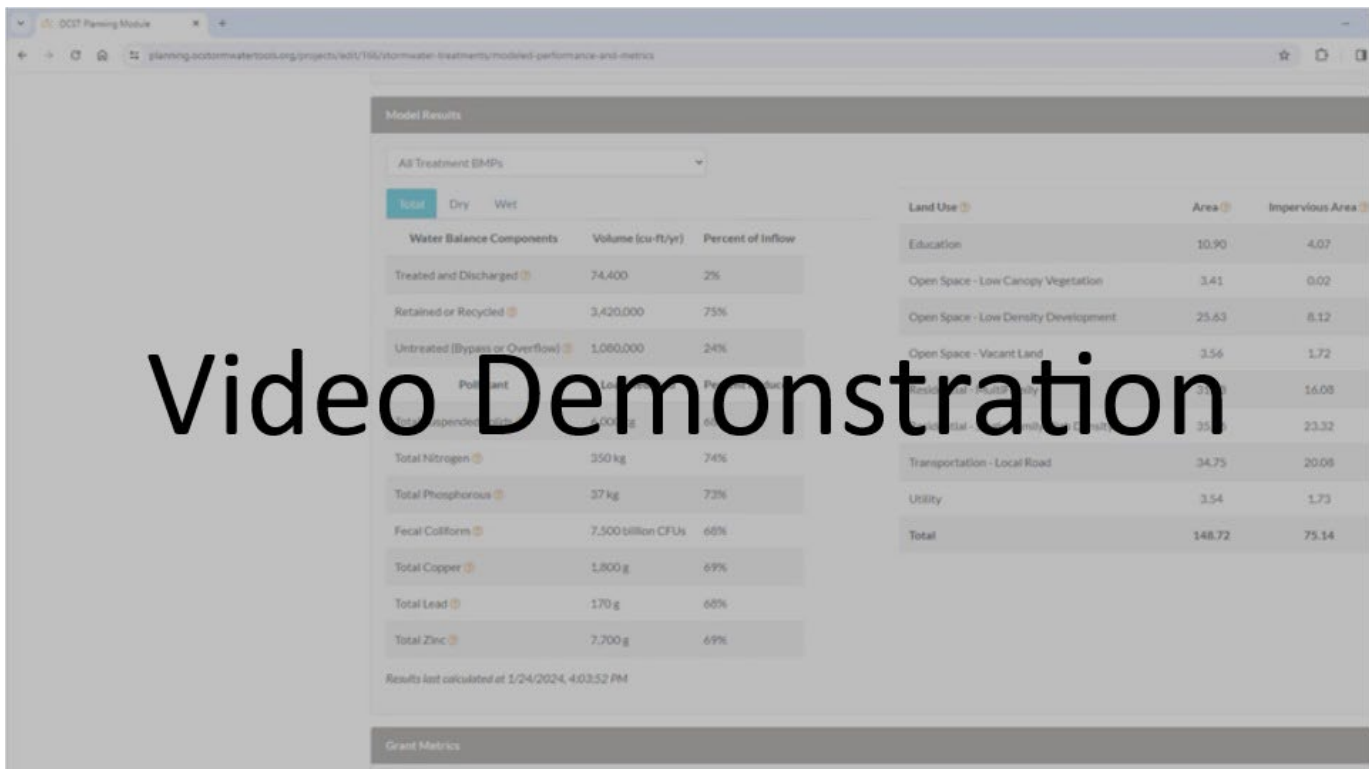 OCST Planning Module
planning.ocstormwatertools.org/projects/edit/166/stormwater-treatments/modeled-performance-and-metrics
Model Results
All Treatment BMPs
Total Dry Wet
Water Balance Components Volume (cu-ft/yr) Percent of Inflow
Treated and Discharged 74,400 2%
Retained or Recycled 3,420,000 75%
Untreated (Bypass or Overflow) 1,080,000 24%
Total Nitrogen 350 kg 74%
Total Phosphorous 37 kg 73%
Fecal Coliform 7,500 billion CFUs 68%
Total Copper 1,800 g 69%
Total Lead 170 g 68%
Total Zinc 7,700 g 69%
Results last calculated at 1/24/2024, 4:03:52 PM
Land Use Area Impervious Area
Education 10.90 4.07
Open Space - Low Canopy Vegetation 3.41 0.02
Open Space - Low Density Development 25.63 8.12
Open Space - Vacant Land 3.56 1.72
16.08
23.32
Transportation - Local Road 34.75 20.08
Utility 3.54 1.73
Total 148.72 75.14
Video Demonstration
Grant Metrics